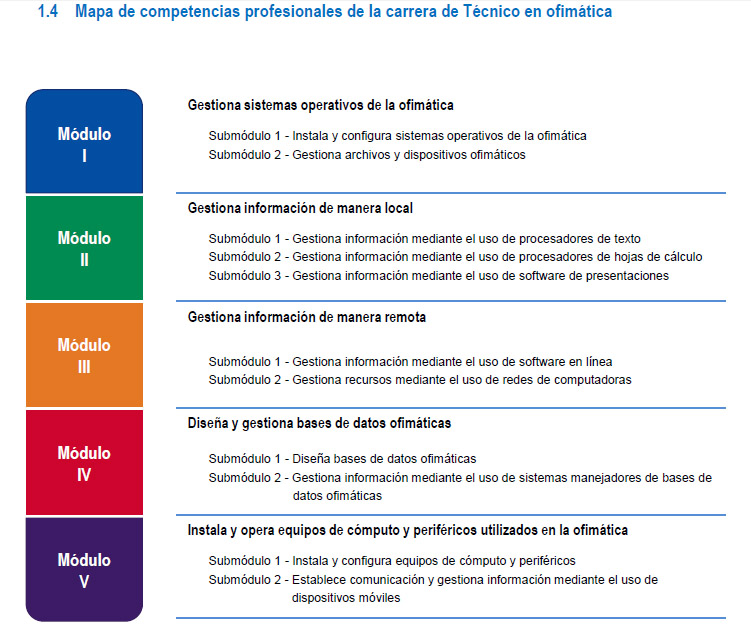 1.4 Mapa de competencias profesionales de la carrera de Técnico en ofimática
Módulo
I
Gestiona sistemas operativos de la ofimática
Submódulo 1 - Instala y configura sistemas operativos de la ofimática
Submódulo 2 - Gestiona archivos y dispositivos ofimáticos
Módulo
II
Gestiona información de manera local
Submódulo 1 - Gestiona información mediante el uso de procesadores de texto
Submódulo 2 - Gestiona información mediante el uso de procesadores de hojas de cálculo
Submódulo 3 - Gestiona información mediante el uso de software de presentaciones
Módulo
III
Gestiona información de manera remota
Submódulo 1 - Gestiona información mediante el uso de software en línea
Submódulo 2 - Gestiona recursos mediante el uso de redes de computadoras
Módulo
IV
Diseña y gestiona bases de datos ofimáticas
Submódulo 1 - Diseña bases de datos ofimáticas
Submódulo 2 - Gestiona información mediante el uso de sistemas manejadores de bases de
datos ofimáticas
Módulo
V
Instala y opera equipos de cómputo y periféricos utilizados en la ofimática
Submódulo 1 - Instala y configura equipos de cómputo y periféricos
Submódulo 2 - Establece comunicación y gestiona información mediante el uso de
dispositivos móviles